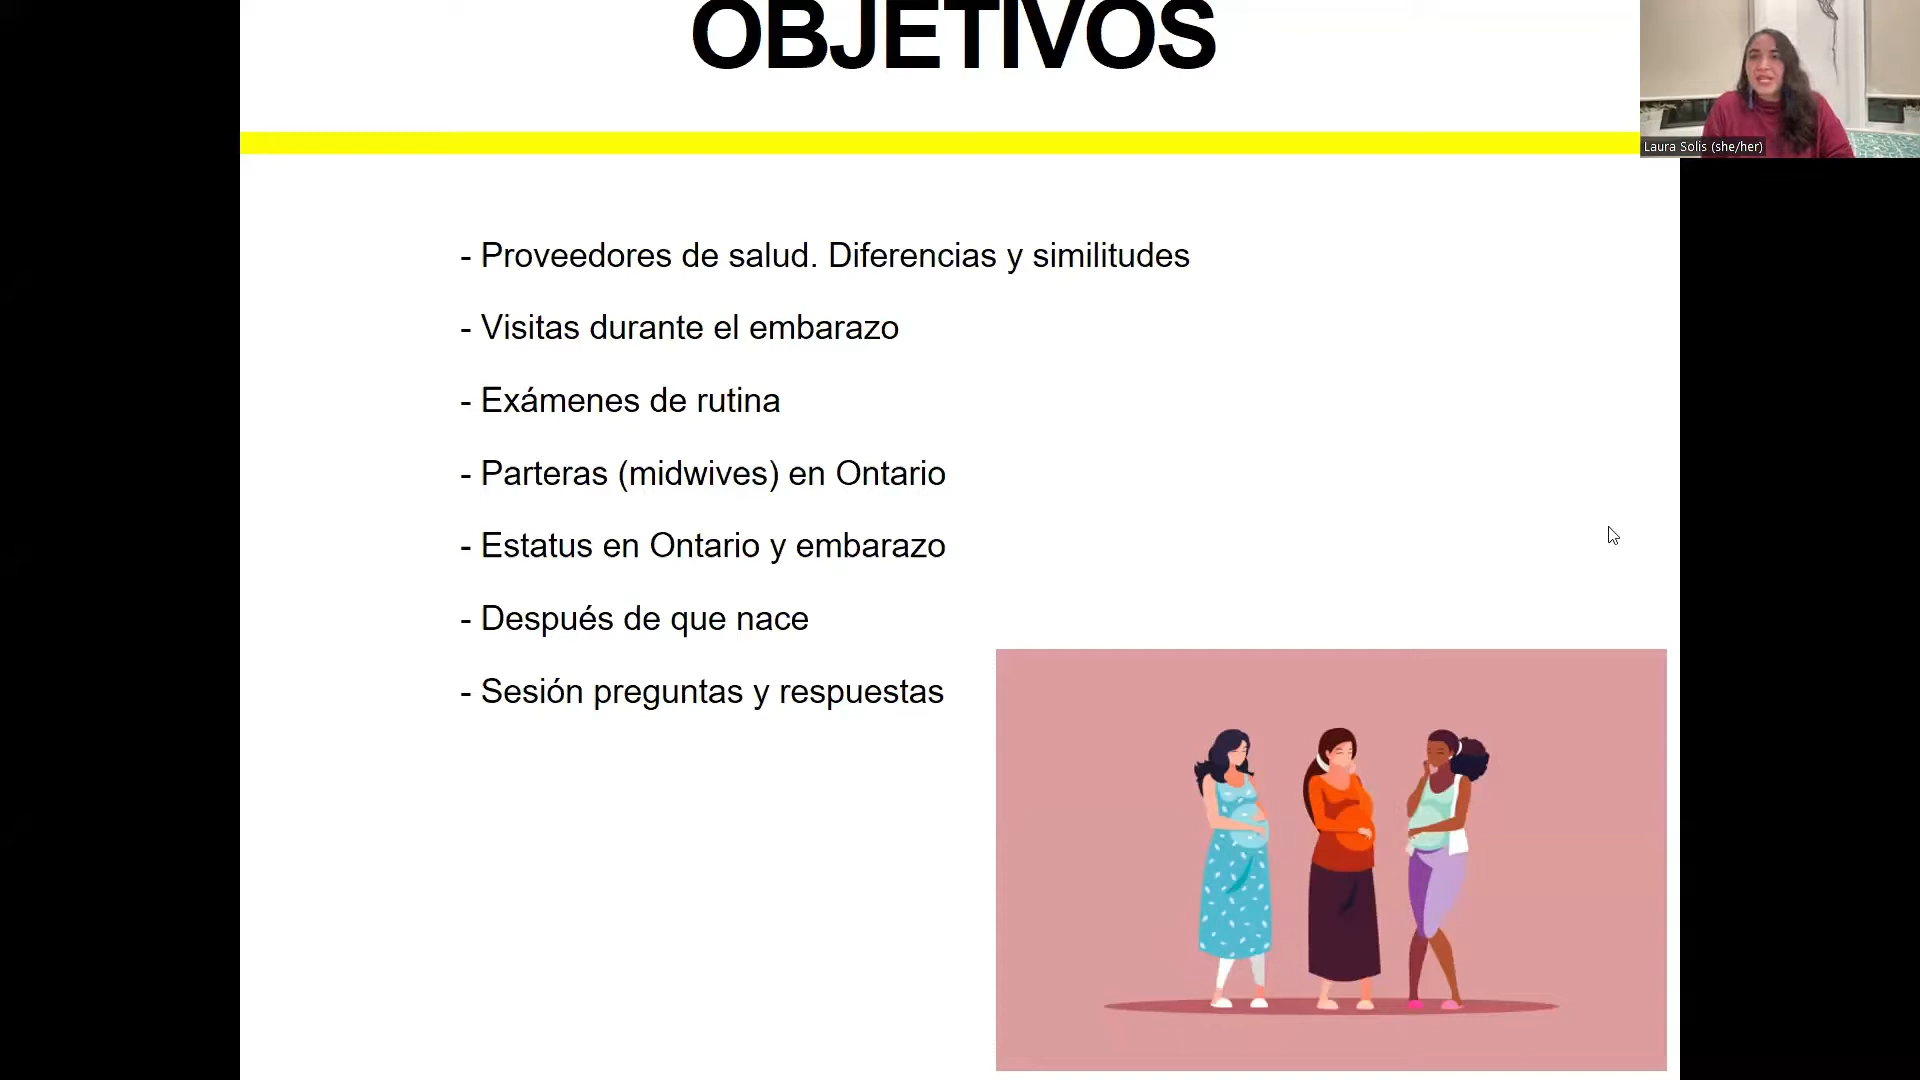 OBJETIVOS
Laura Solis (she/her)
- Proveedores de salud. Diferencias y similitudes
- Visitas durante el embarazo
- Exámenes de rutina
- Parteras (midwives) en Ontario
- Estatus en Ontario y embarazo
- Después de que nace
- Sesión preguntas y respuestas